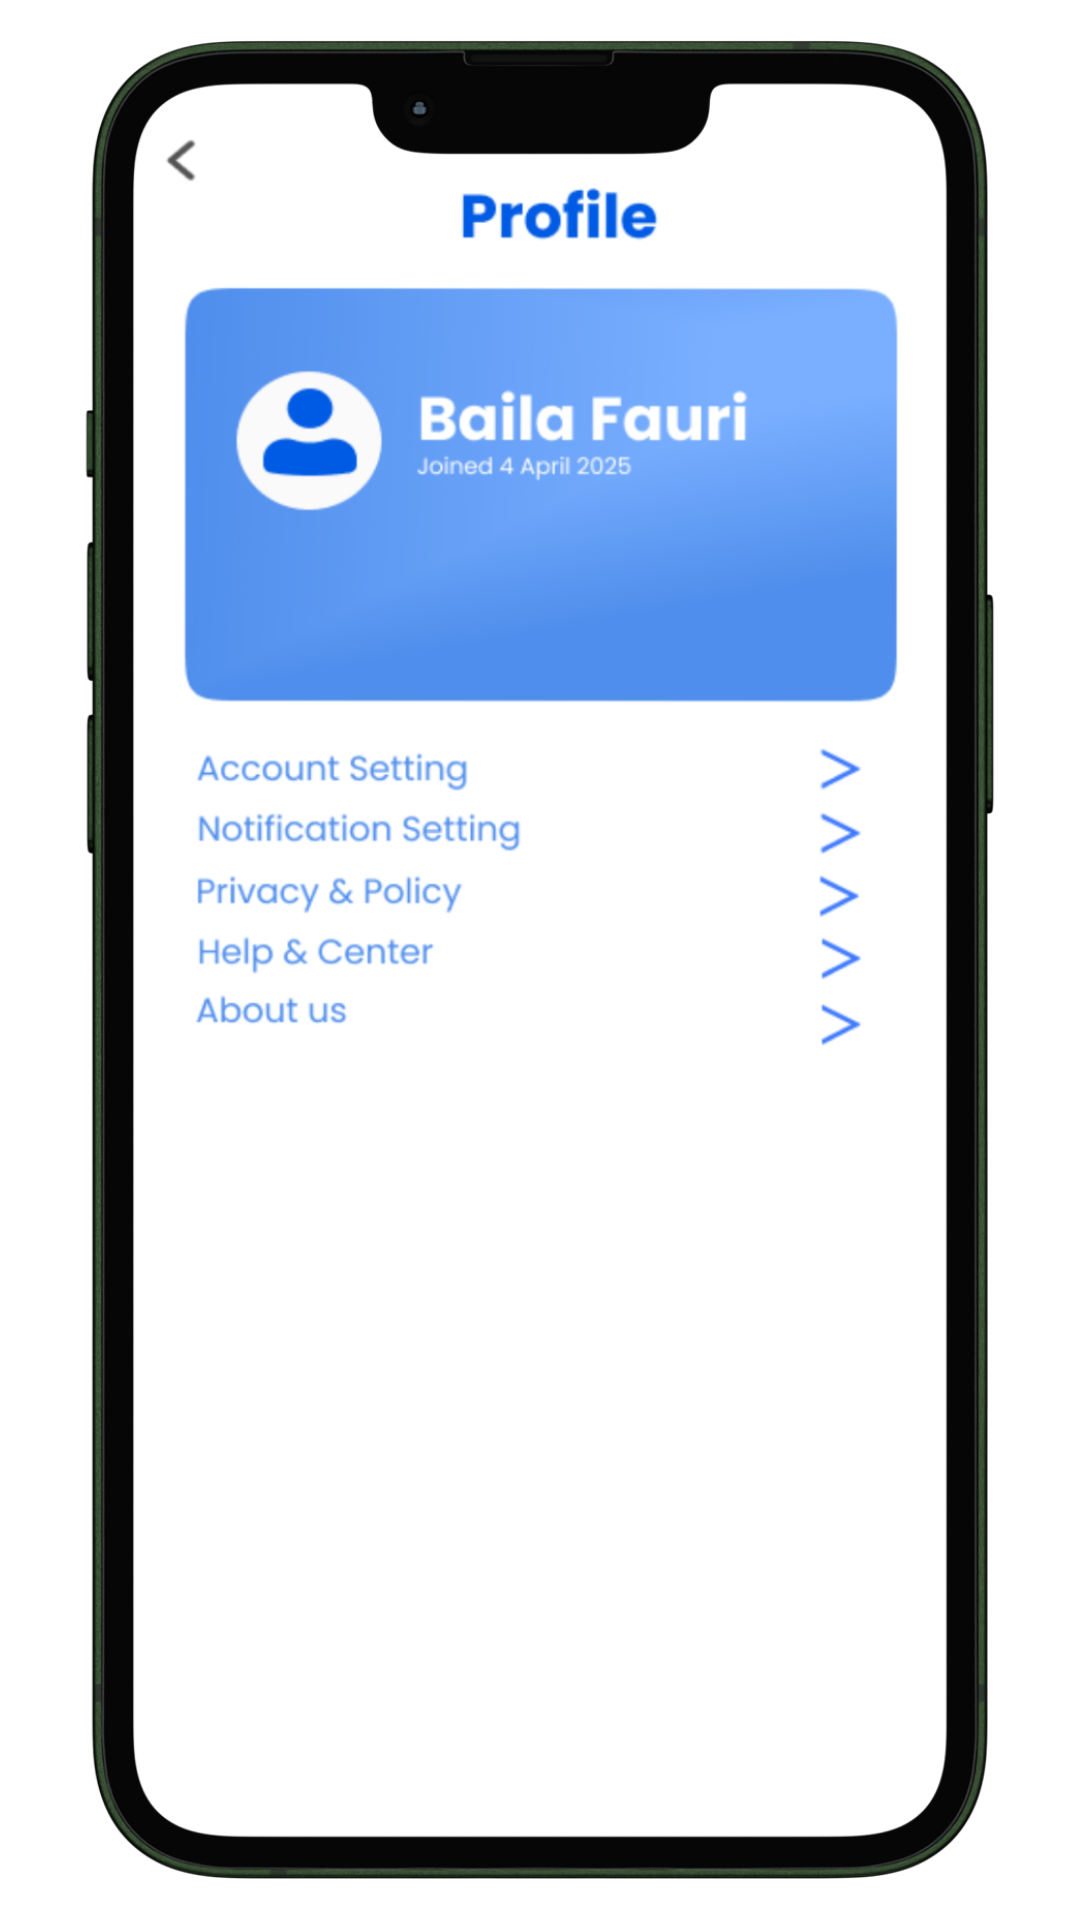 Profile
Baila Fauri
Joined 4 April 2025
Account Setting
Notification Setting
Privacy & Policy
Help & Center
About us